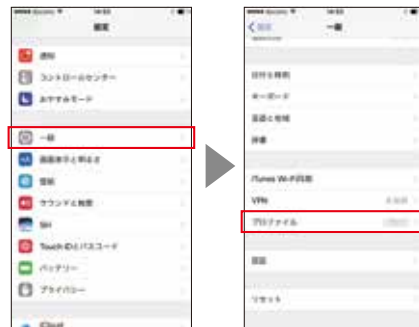 設定
通知
コントロールセンター
おやすみモード
一般
画面表示と明るさ
壁紙
サウンドと触覚
Siri
Touch IDとパスコード
バッテリー
プライバシー
iCloud
設定
一般
日付と時刻
キーボード
言語と地域
辞書
iTunes Wi-Fi同期
VPN
プロファイル
認証
リセット